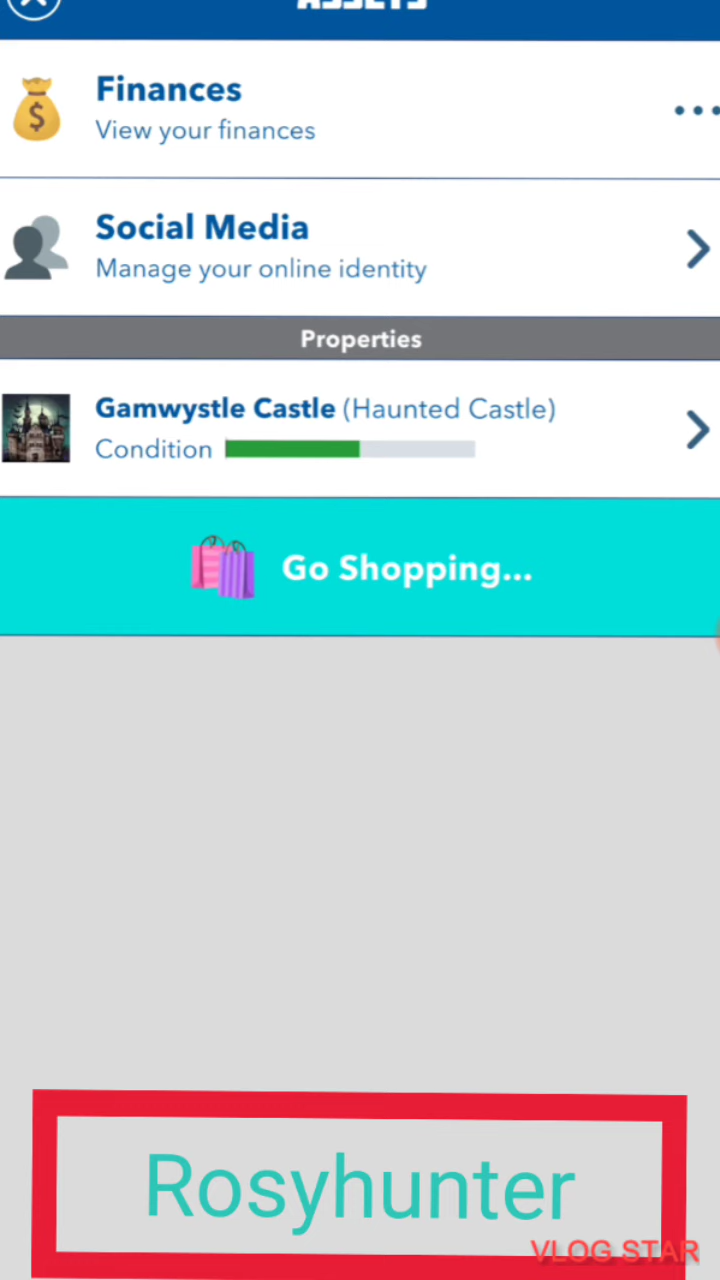 ASSETS
Finances
View your finances
Social Media
Manage your online identity
Properties
Gamwystle Castle (Haunted Castle)
Condition
Go Shopping...
Rosyhunter
VLOG STAR